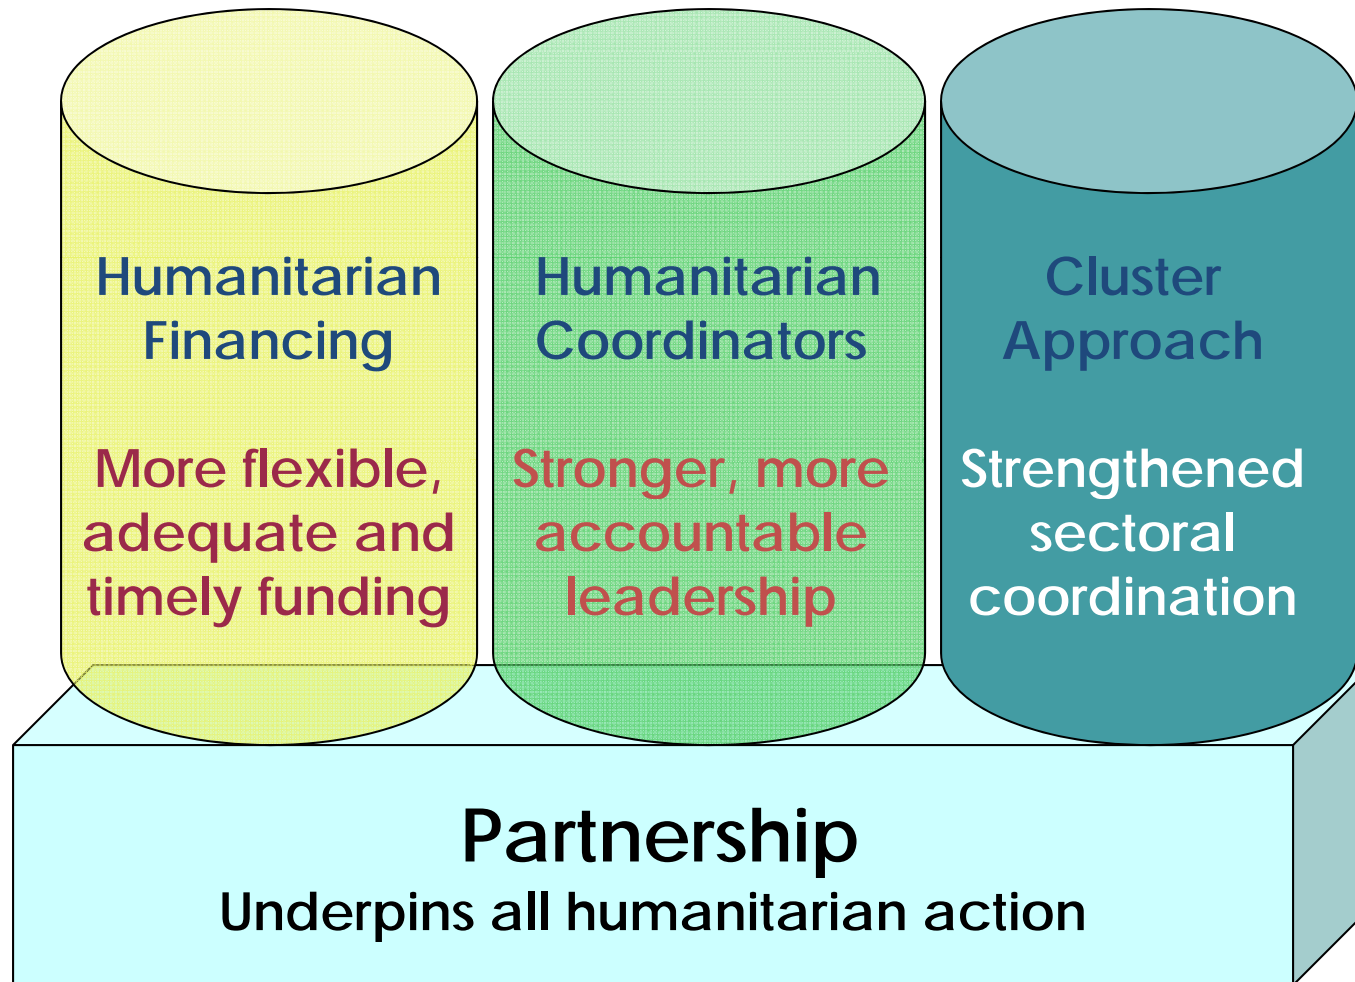 Humanitarian
Financing
More flexible,
adequate and
timely funding
Humanitarian
Coordinators
Stronger, more
accountable
leadership
Cluster
Approach
Strengthened
sectoral
coordination
Partnership
Underpins all humanitarian action